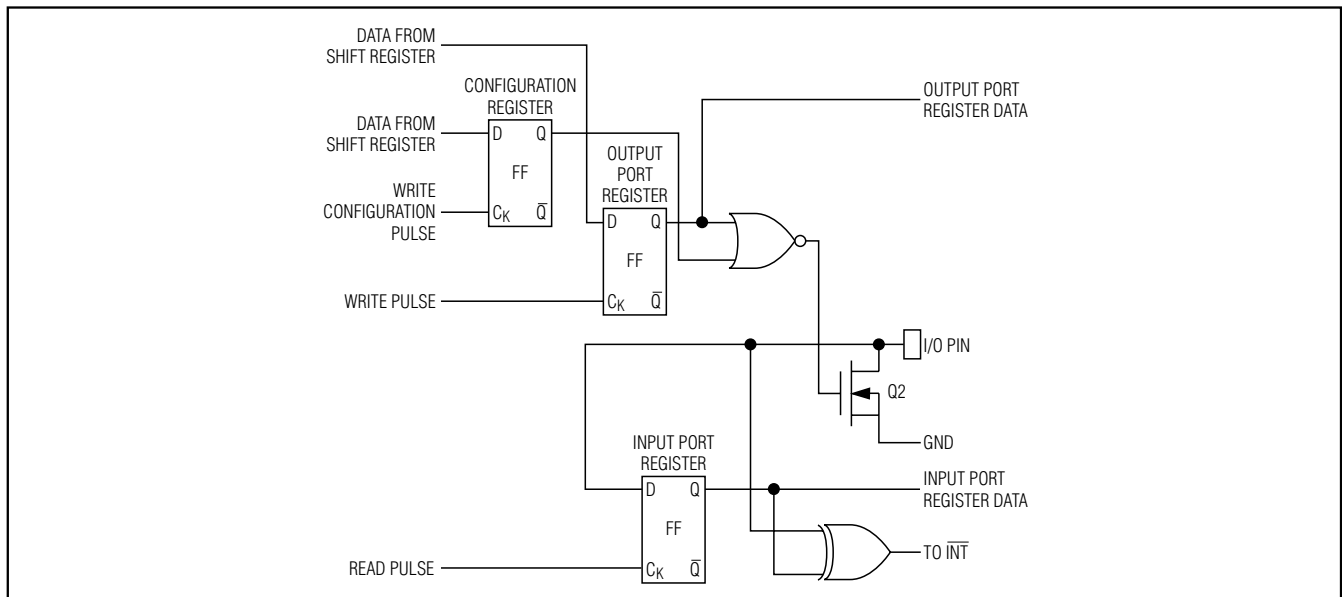 DATA FROM
SHIFT REGISTER
CONFIGURATION
REGISTER
DATA FROM
SHIFT REGISTER
D Q
FF
WRITE
CONFIGURATION
PULSE
CK Q̅
OUTPUT
PORT
REGISTER
D Q
FF
WRITE PULSE
CK Q̅
OUTPUT PORT
REGISTER DATA
I/O PIN
Q2
GND
INPUT PORT
REGISTER
D Q
FF
READ PULSE
CK Q̅
INPUT PORT
REGISTER DATA
TO I̅N̅T̅